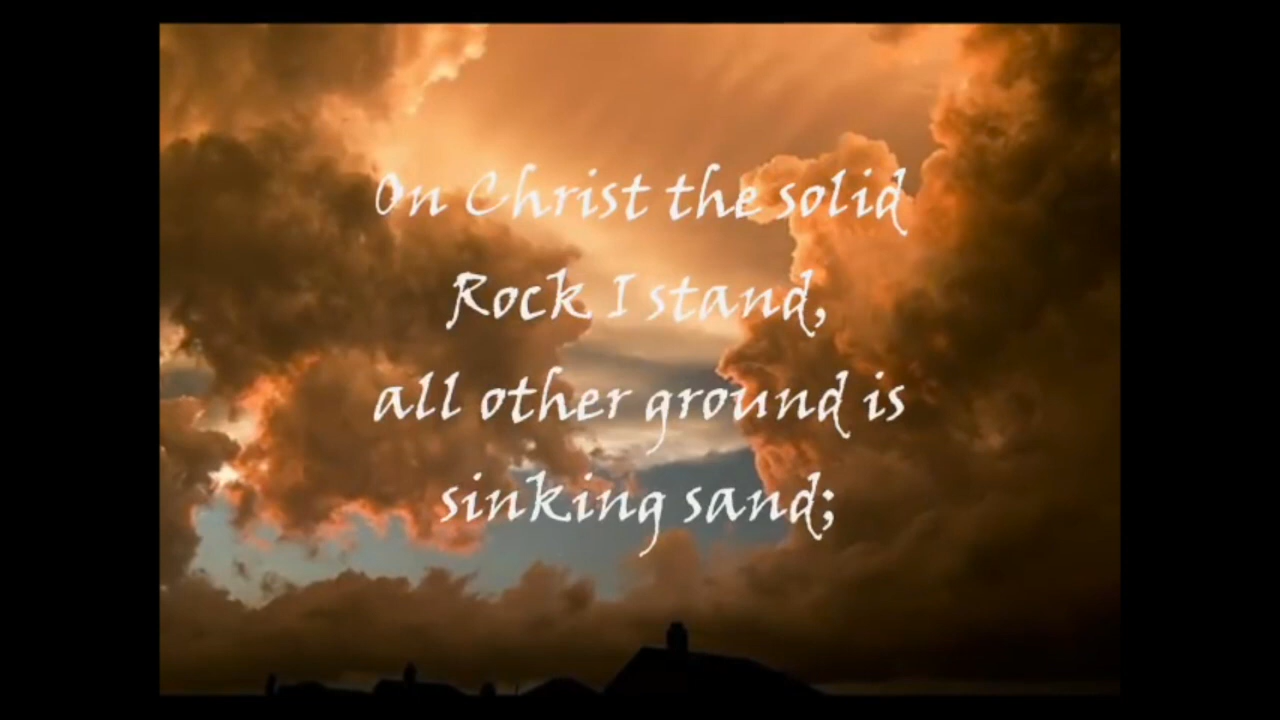 On Christ the solid
Rock I stand,
all other ground is
sinking sand;